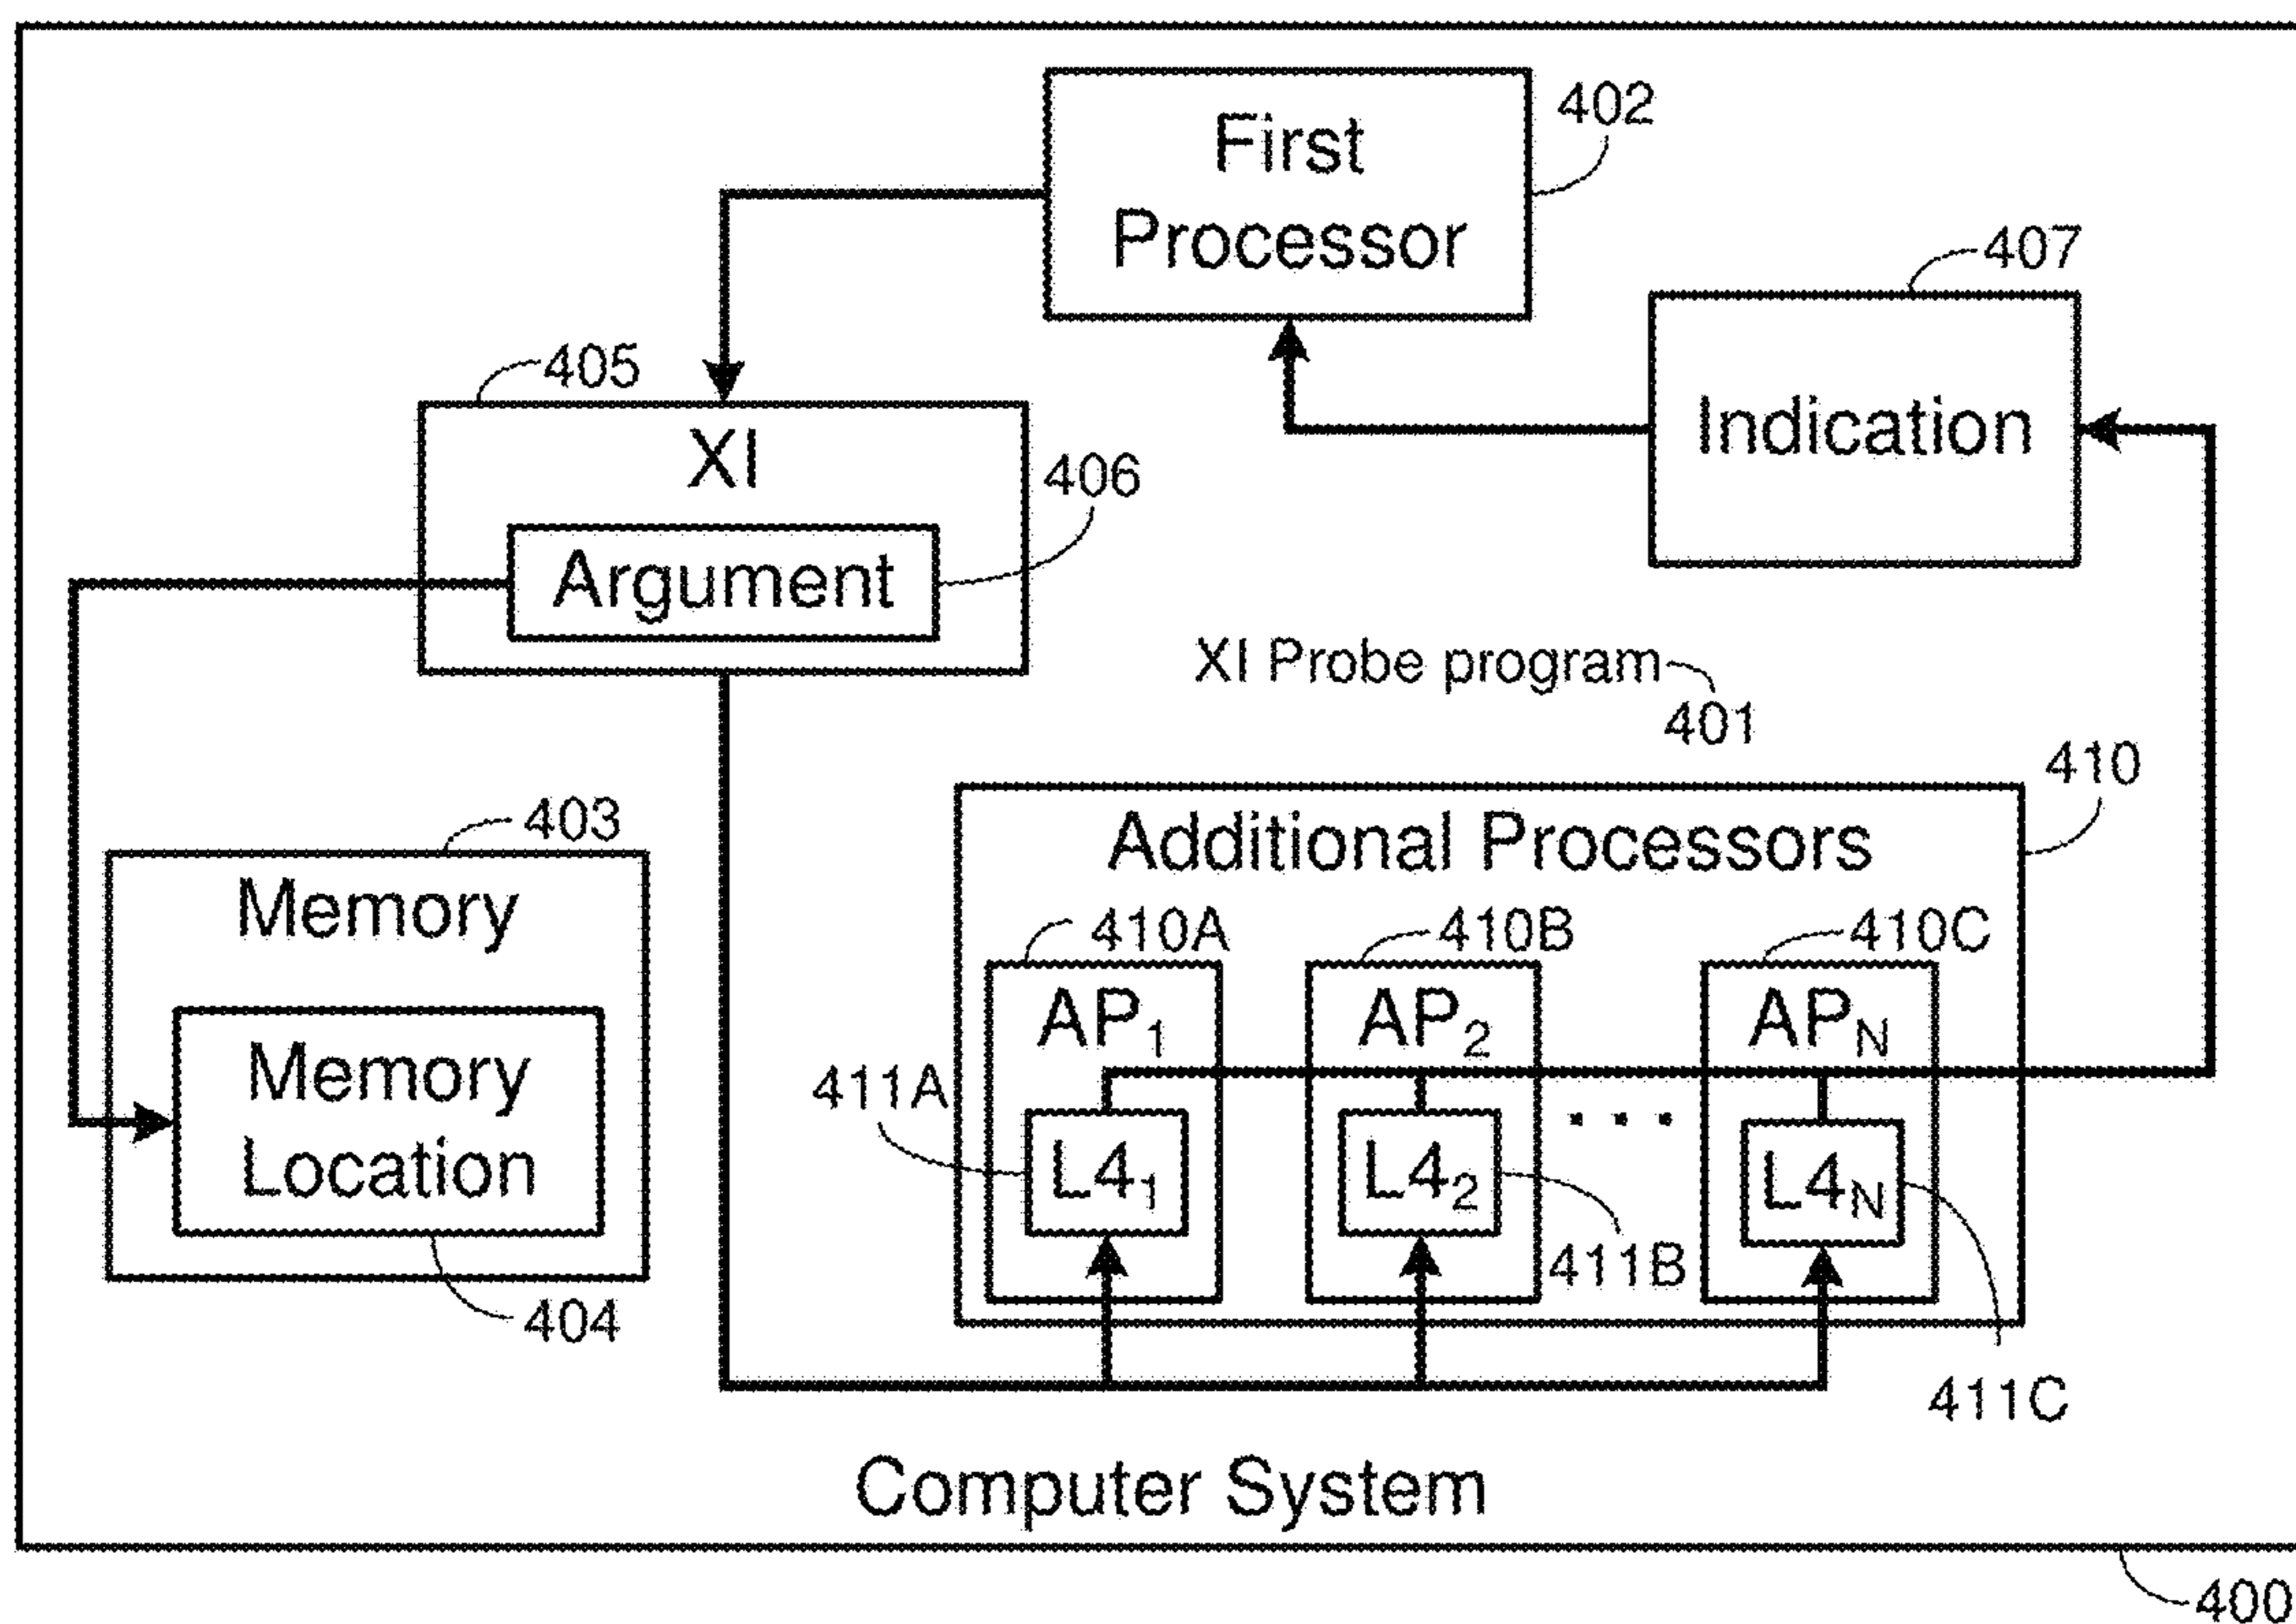 First
Processor
402
407
Indication
405
XI
406
Argument
XI Probe program
401
410
403
Memory
Memory
Location
404
Additional Processors
410A
410B
410C
AP1
AP2
APN
411A
L41
L42
...
L4N
411B
411C
Computer System
400